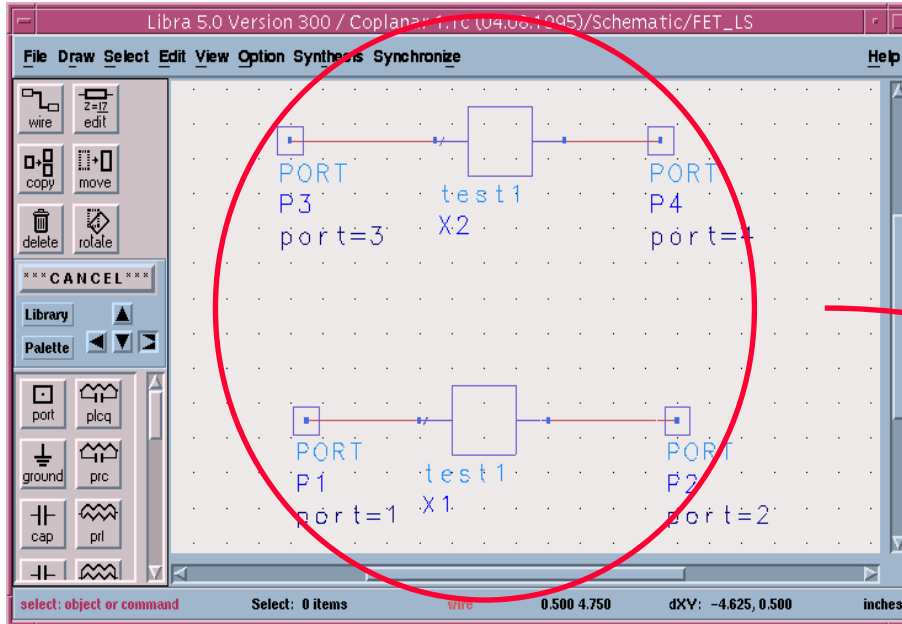 Libra 5.0 Version 300 / Coplanar 1.1c (04.08.1995)/Schematic/FET_LS
File Draw Select Edit View Option Synthesis Synchronize Help
wire
Z=17
edit
copy
move
delete
rotate
***CANCEL***
Library
Palette
port
plcq
ground
prc
cap
prl
PORT
P3
port=3
test1
X2
PORT
P4
port=4
PORT
P1
port=1
test1
X1
PORT
P2
port=2
select: object or command Select: 0 items wire 0.500 4.750 dXY: -4.625, 0.500 inches